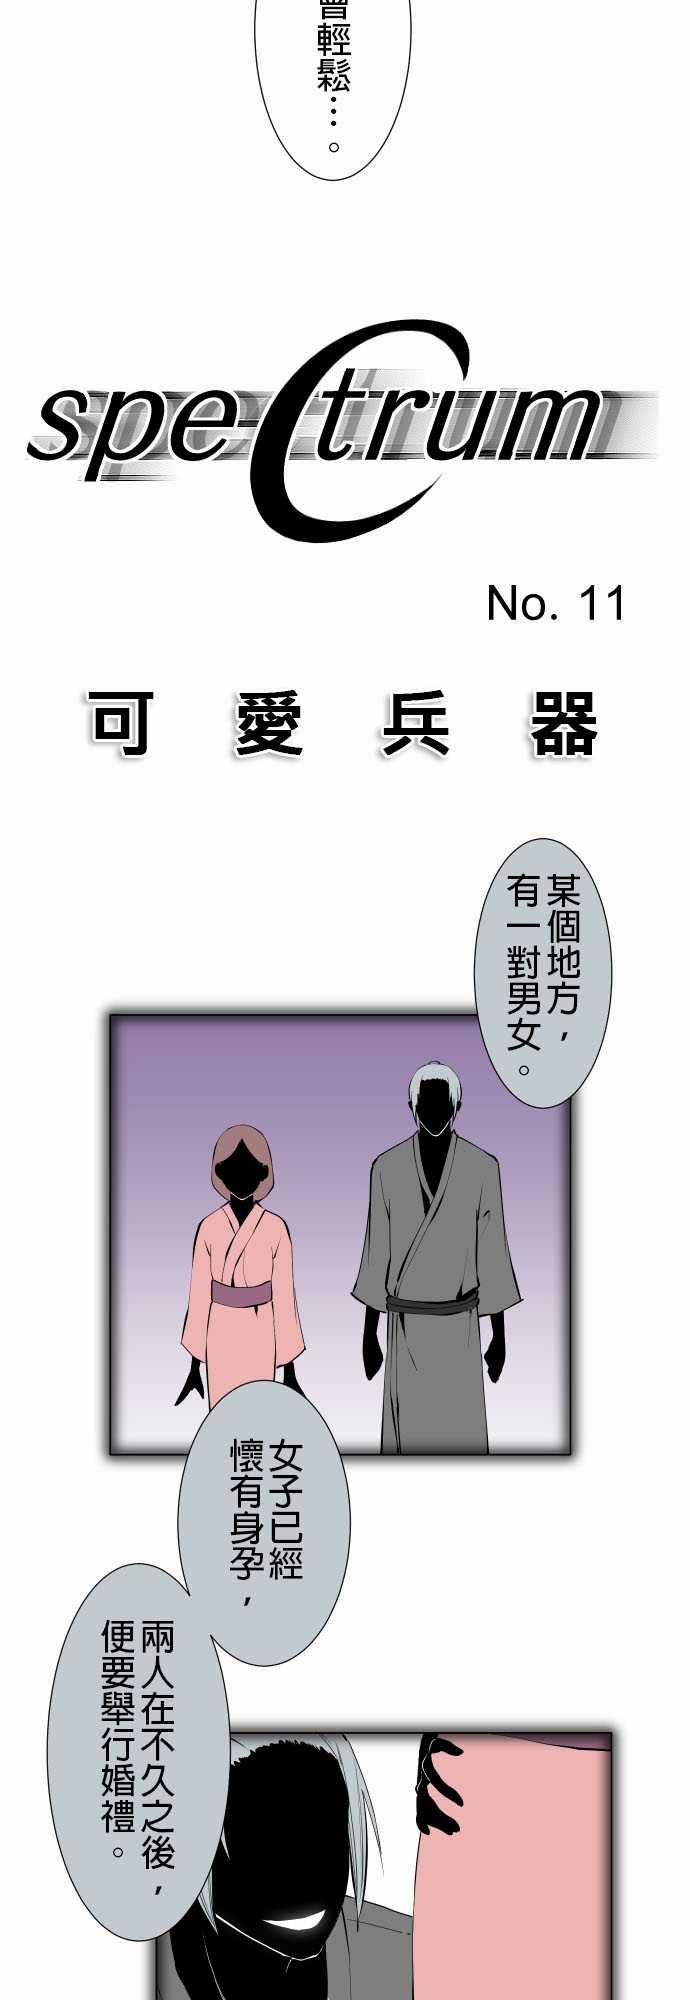 輕鬆…。
speCtrum
No. 11
可愛兵器
某個地方，
有一對男女。
女子已經
懷有身孕，
兩人在不久之後，
便要舉行婚禮。